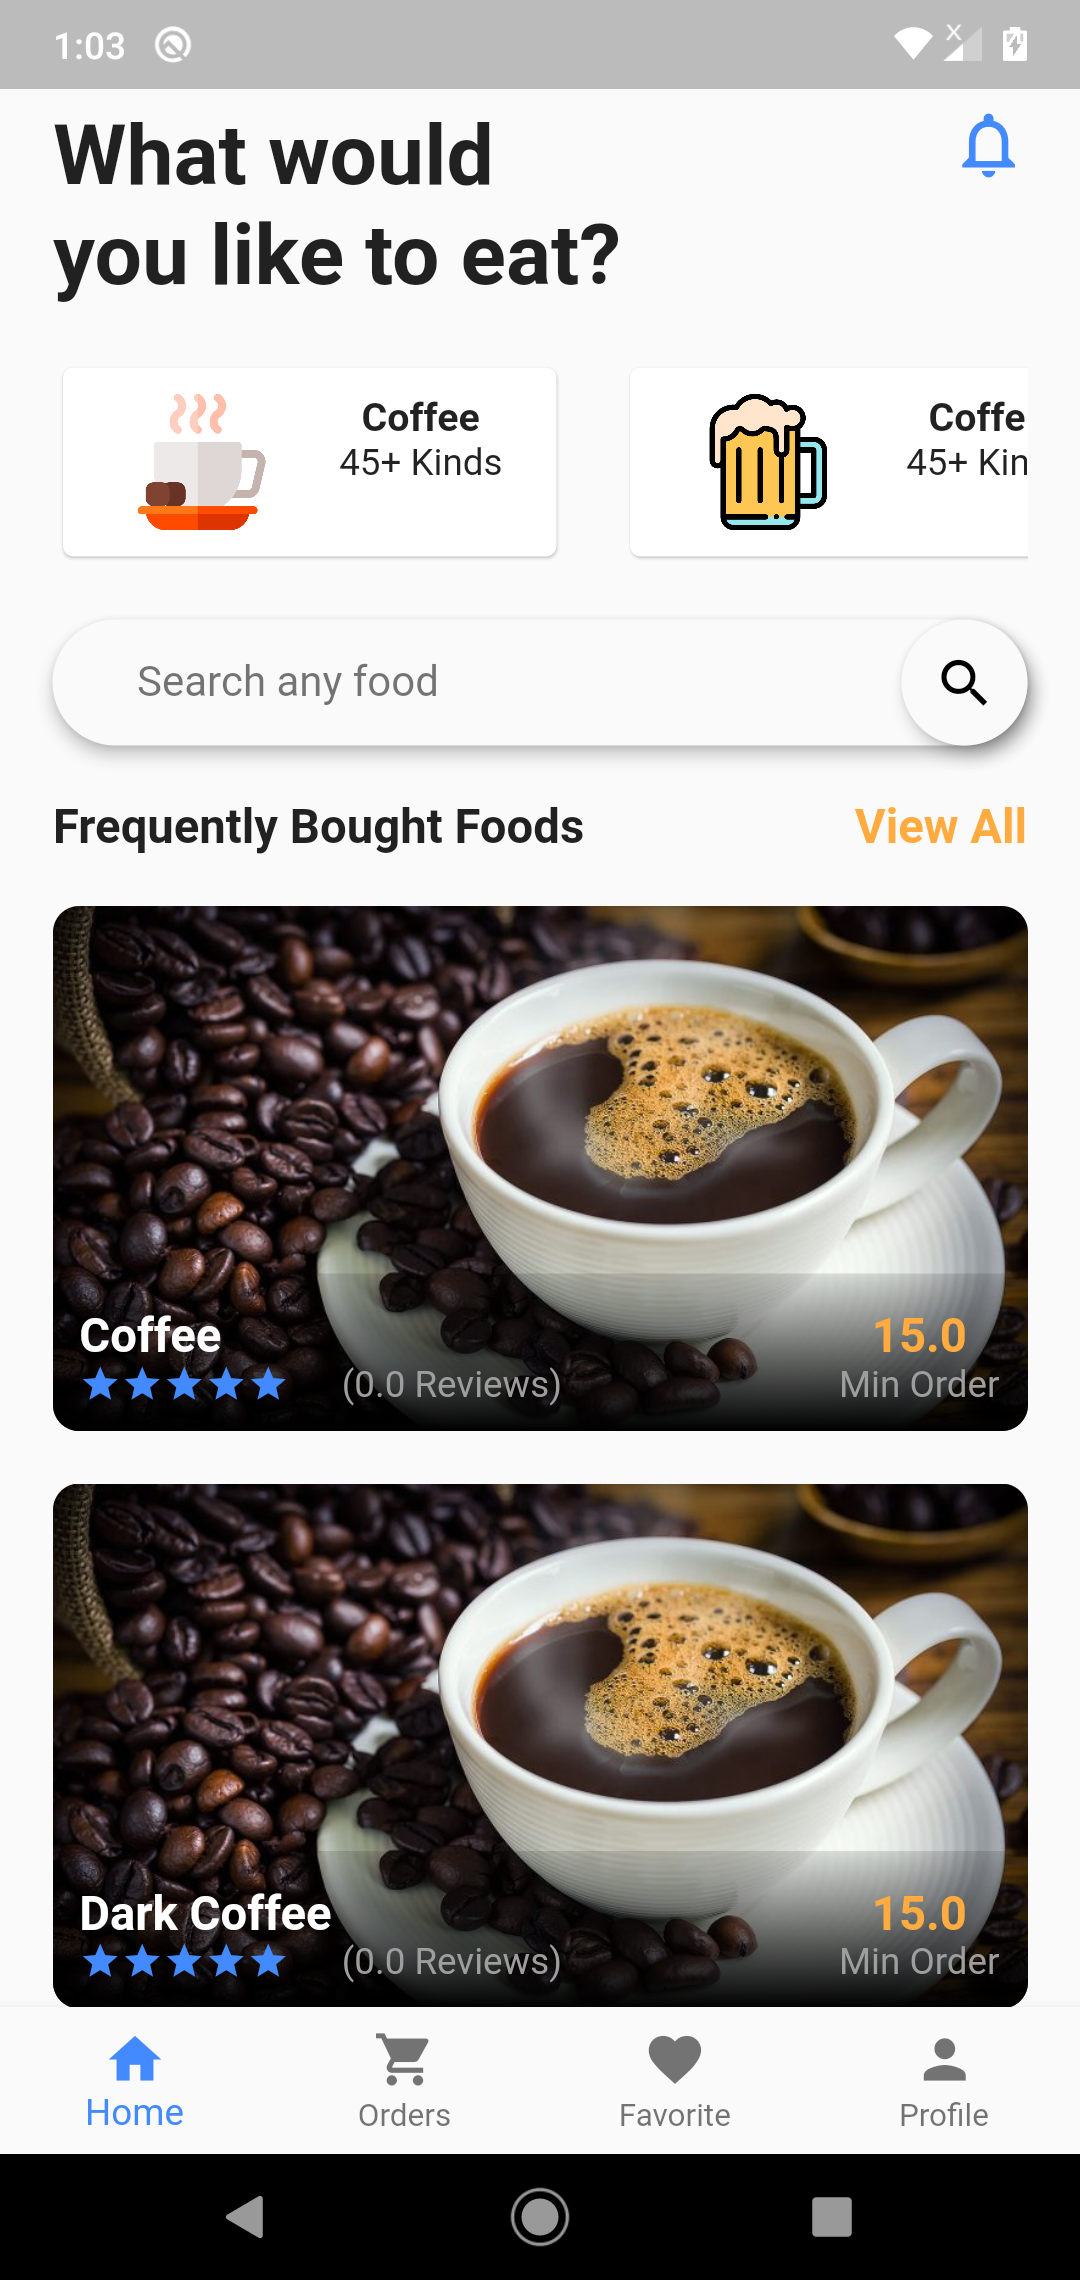 1:03
What would
you like to eat?
Coffee
45+ Kinds
Coffe
45+ Kin
Search any food
Frequently Bought Foods
View All
Coffee
15.0
(0.0 Reviews)
Min Order
Dark Coffee
15.0
(0.0 Reviews)
Min Order
Home
Orders
Favorite
Profile